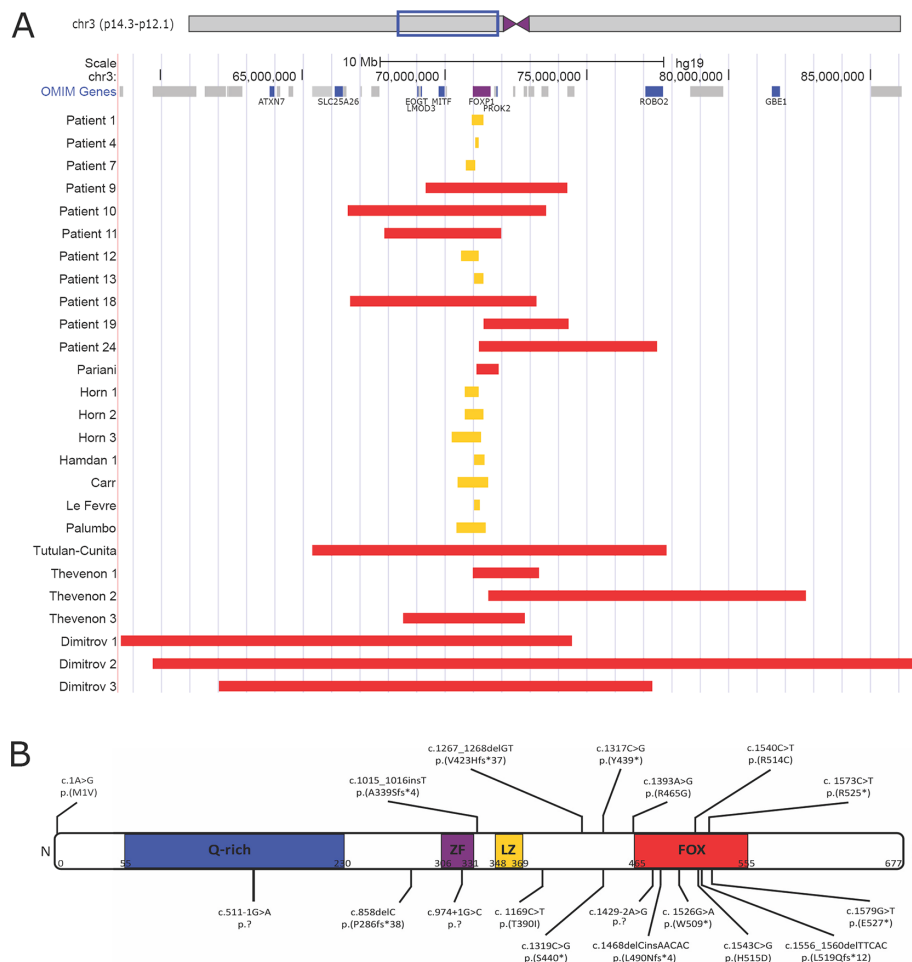 A
chr3 (p14.3-p12.1)
Scale
10 Mb
hg19
chr3:
65,000,000
70,000,000
75,000,000
80,000,000
85,000,000
OMIM Genes
ATXN7
SLC25A26
EOGT
MITF
FOXP1
ROBO2
GBE1
LMOD3
PROK2
Patient 1
Patient 4
Patient 7
Patient 9
Patient 10
Patient 11
Patient 12
Patient 13
Patient 18
Patient 19
Patient 24
Pariani
Horn 1
Horn 2
Horn 3
Hamdan 1
Carr
Le Fevre
Palumbo
Tutulan-Cunita
Thevenon 1
Thevenon 2
Thevenon 3
Dimitrov 1
Dimitrov 2
Dimitrov 3
B
c.1A>G
p.(M1V)
c.1015_1016insT
p.(A339Sfs*4)
c.1267_1268delGT
p.(V423Hfs*37)
c.1317C>G
p.(Y439*)
c.1393A>G
p.(R465G)
c.1540C>T
p.(R514C)
c.1573C>T
p.(R525*)
N
Q-rich
ZF
LZ
FOX
0
55
230
306
331
348
369
465
555
677
c.511-1G>A
p.?
c.858delC
p.(P286fs*38)
c.974+1G>C
p.?
c. 1169C>T
p.(T390I)
c.1319C>G
p.(S440*)
c.1429-2A>G
p.?
c.1468delCinsAACAC
p.(L490Nfs*4)
c. 1526G>A
p.(W509*)
c.1543C>G
p.(H515D)
c.1556_1560delTTCAC
p.(L519Qfs*12)
c.1579G>T
p.(E527*)